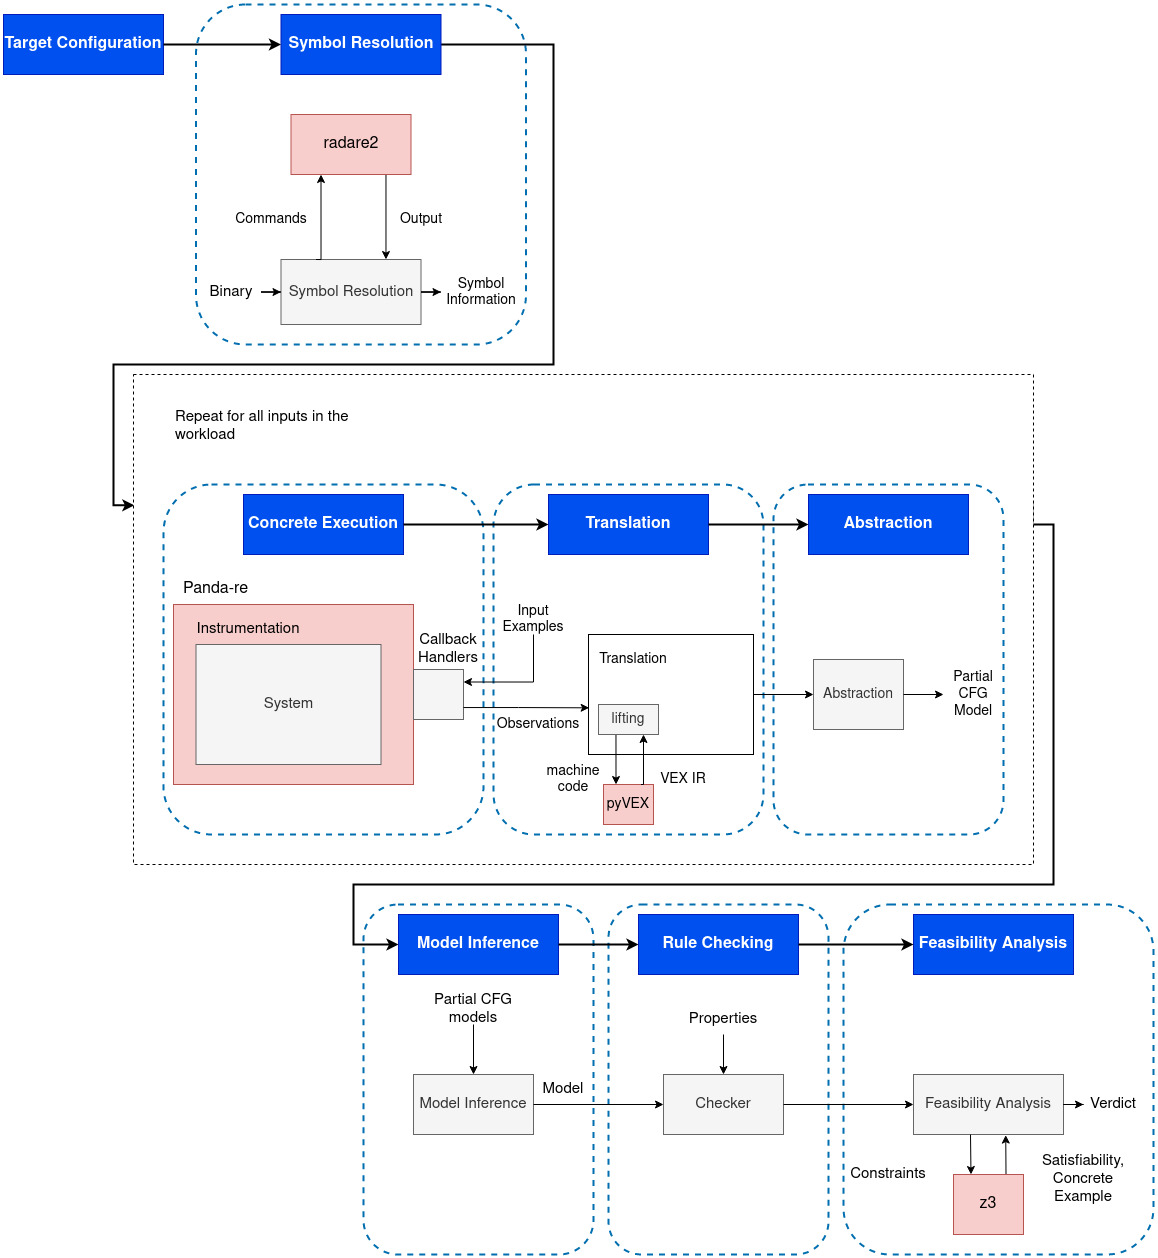 Target Configuration
Symbol Resolution
radare2
Commands
Output
Binary
Symbol Resolution
Symbol
Information
Repeat for all inputs in the
workload
Concrete Execution
Translation
Abstraction
Panda-re
Instrumentation
System
Callback
Handlers
Input
Examples
Observations
Translation
lifting
machine
code
VEX IR
pyVEX
Abstraction
Partial
CFG
Model
Model Inference
Rule Checking
Feasibility Analysis
Partial CFG
models
Model Inference
Model
Properties
Checker
Feasibility Analysis
Verdict
Constraints
Satisfiability,
Concrete
Example
z3